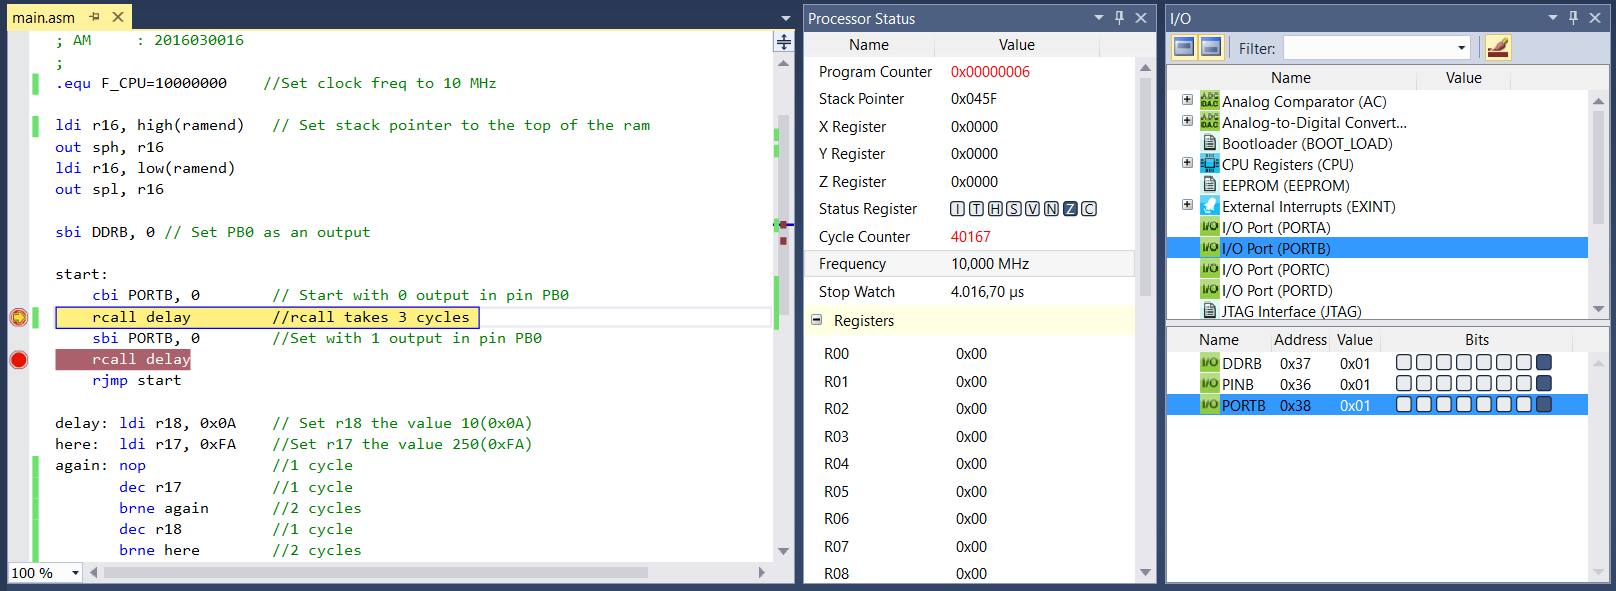 main.asm
; AM     : 2016030016
;
.equ F_CPU=10000000    //Set clock freq to 10 MHz
ldi r16, high(ramend)   // Set stack pointer to the top of the ram
out sph, r16
ldi r16, low(ramend)
out spl, r16
sbi DDRB, 0 // Set PB0 as an output
start:
cbi PORTB, 0        // Start with 0 output in pin PB0
rcall delay         //rcall takes 3 cycles
sbi PORTB, 0        //Set with 1 output in pin PB0
rcall delay
rjmp start
delay: ldi r18, 0x0A    // Set r18 the value 10(0x0A)
here:  ldi r17, 0xFA    //Set r17 the value 250(0xFA)
again: nop              //1 cycle
dec r17          //1 cycle
brne again       //2 cycles
dec r18          //1 cycle
brne here        //2 cycles
100 %
Processor Status
Name Value
Program Counter 0x00000006
Stack Pointer 0x045F
X Register 0x0000
Y Register 0x0000
Z Register 0x0000
Status Register I T H S V N Z C
Cycle Counter 40167
Frequency 10,000 MHz
Stop Watch 4.016,70 µs
Registers
R00 0x00
R01 0x00
R02 0x00
R03 0x00
R04 0x00
R05 0x00
R06 0x00
R07 0x00
R08 0x00
I/O
Filter:
Name Value
Analog Comparator (AC)
Analog-to-Digital Convert...
Bootloader (BOOT_LOAD)
CPU Registers (CPU)
EEPROM (EEPROM)
External Interrupts (EXINT)
I/O I/O Port (PORTA)
I/O I/O Port (PORTB)
I/O I/O Port (PORTC)
I/O I/O Port (PORTD)
JTAG Interface (JTAG)
Name Address Value Bits
I/O DDRB 0x37 0x01
I/O PINB 0x36 0x01
I/O PORTB 0x38 0x01